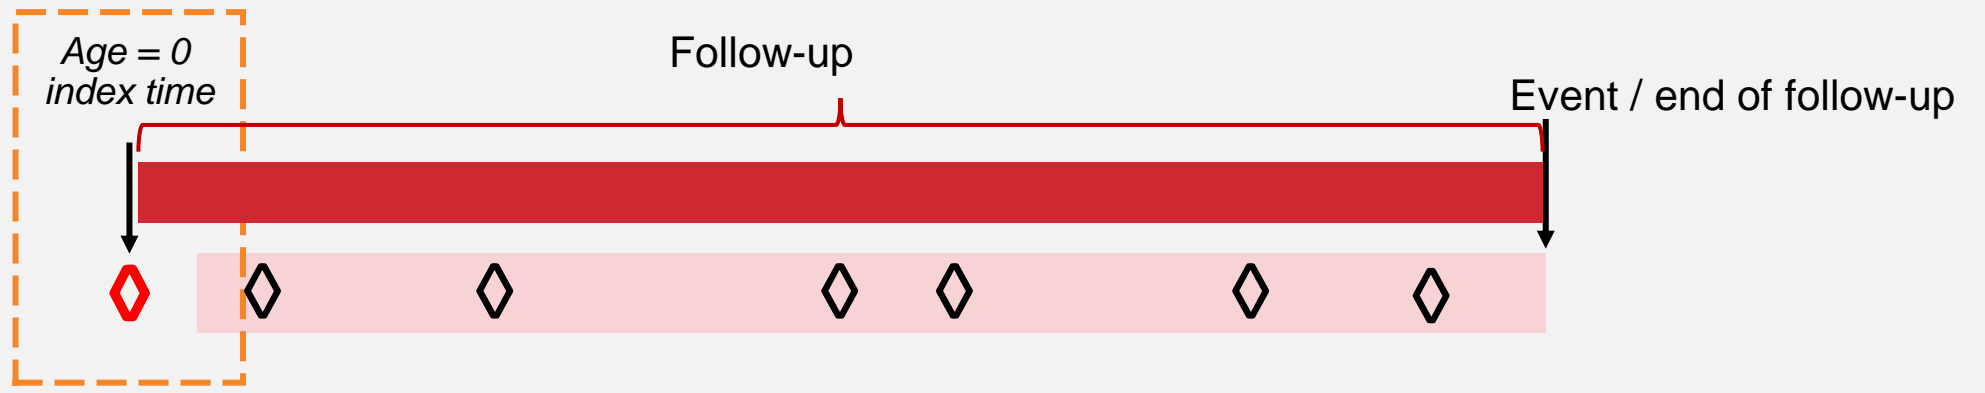 Age = 0
index time
Follow-up
Event / end of follow-up